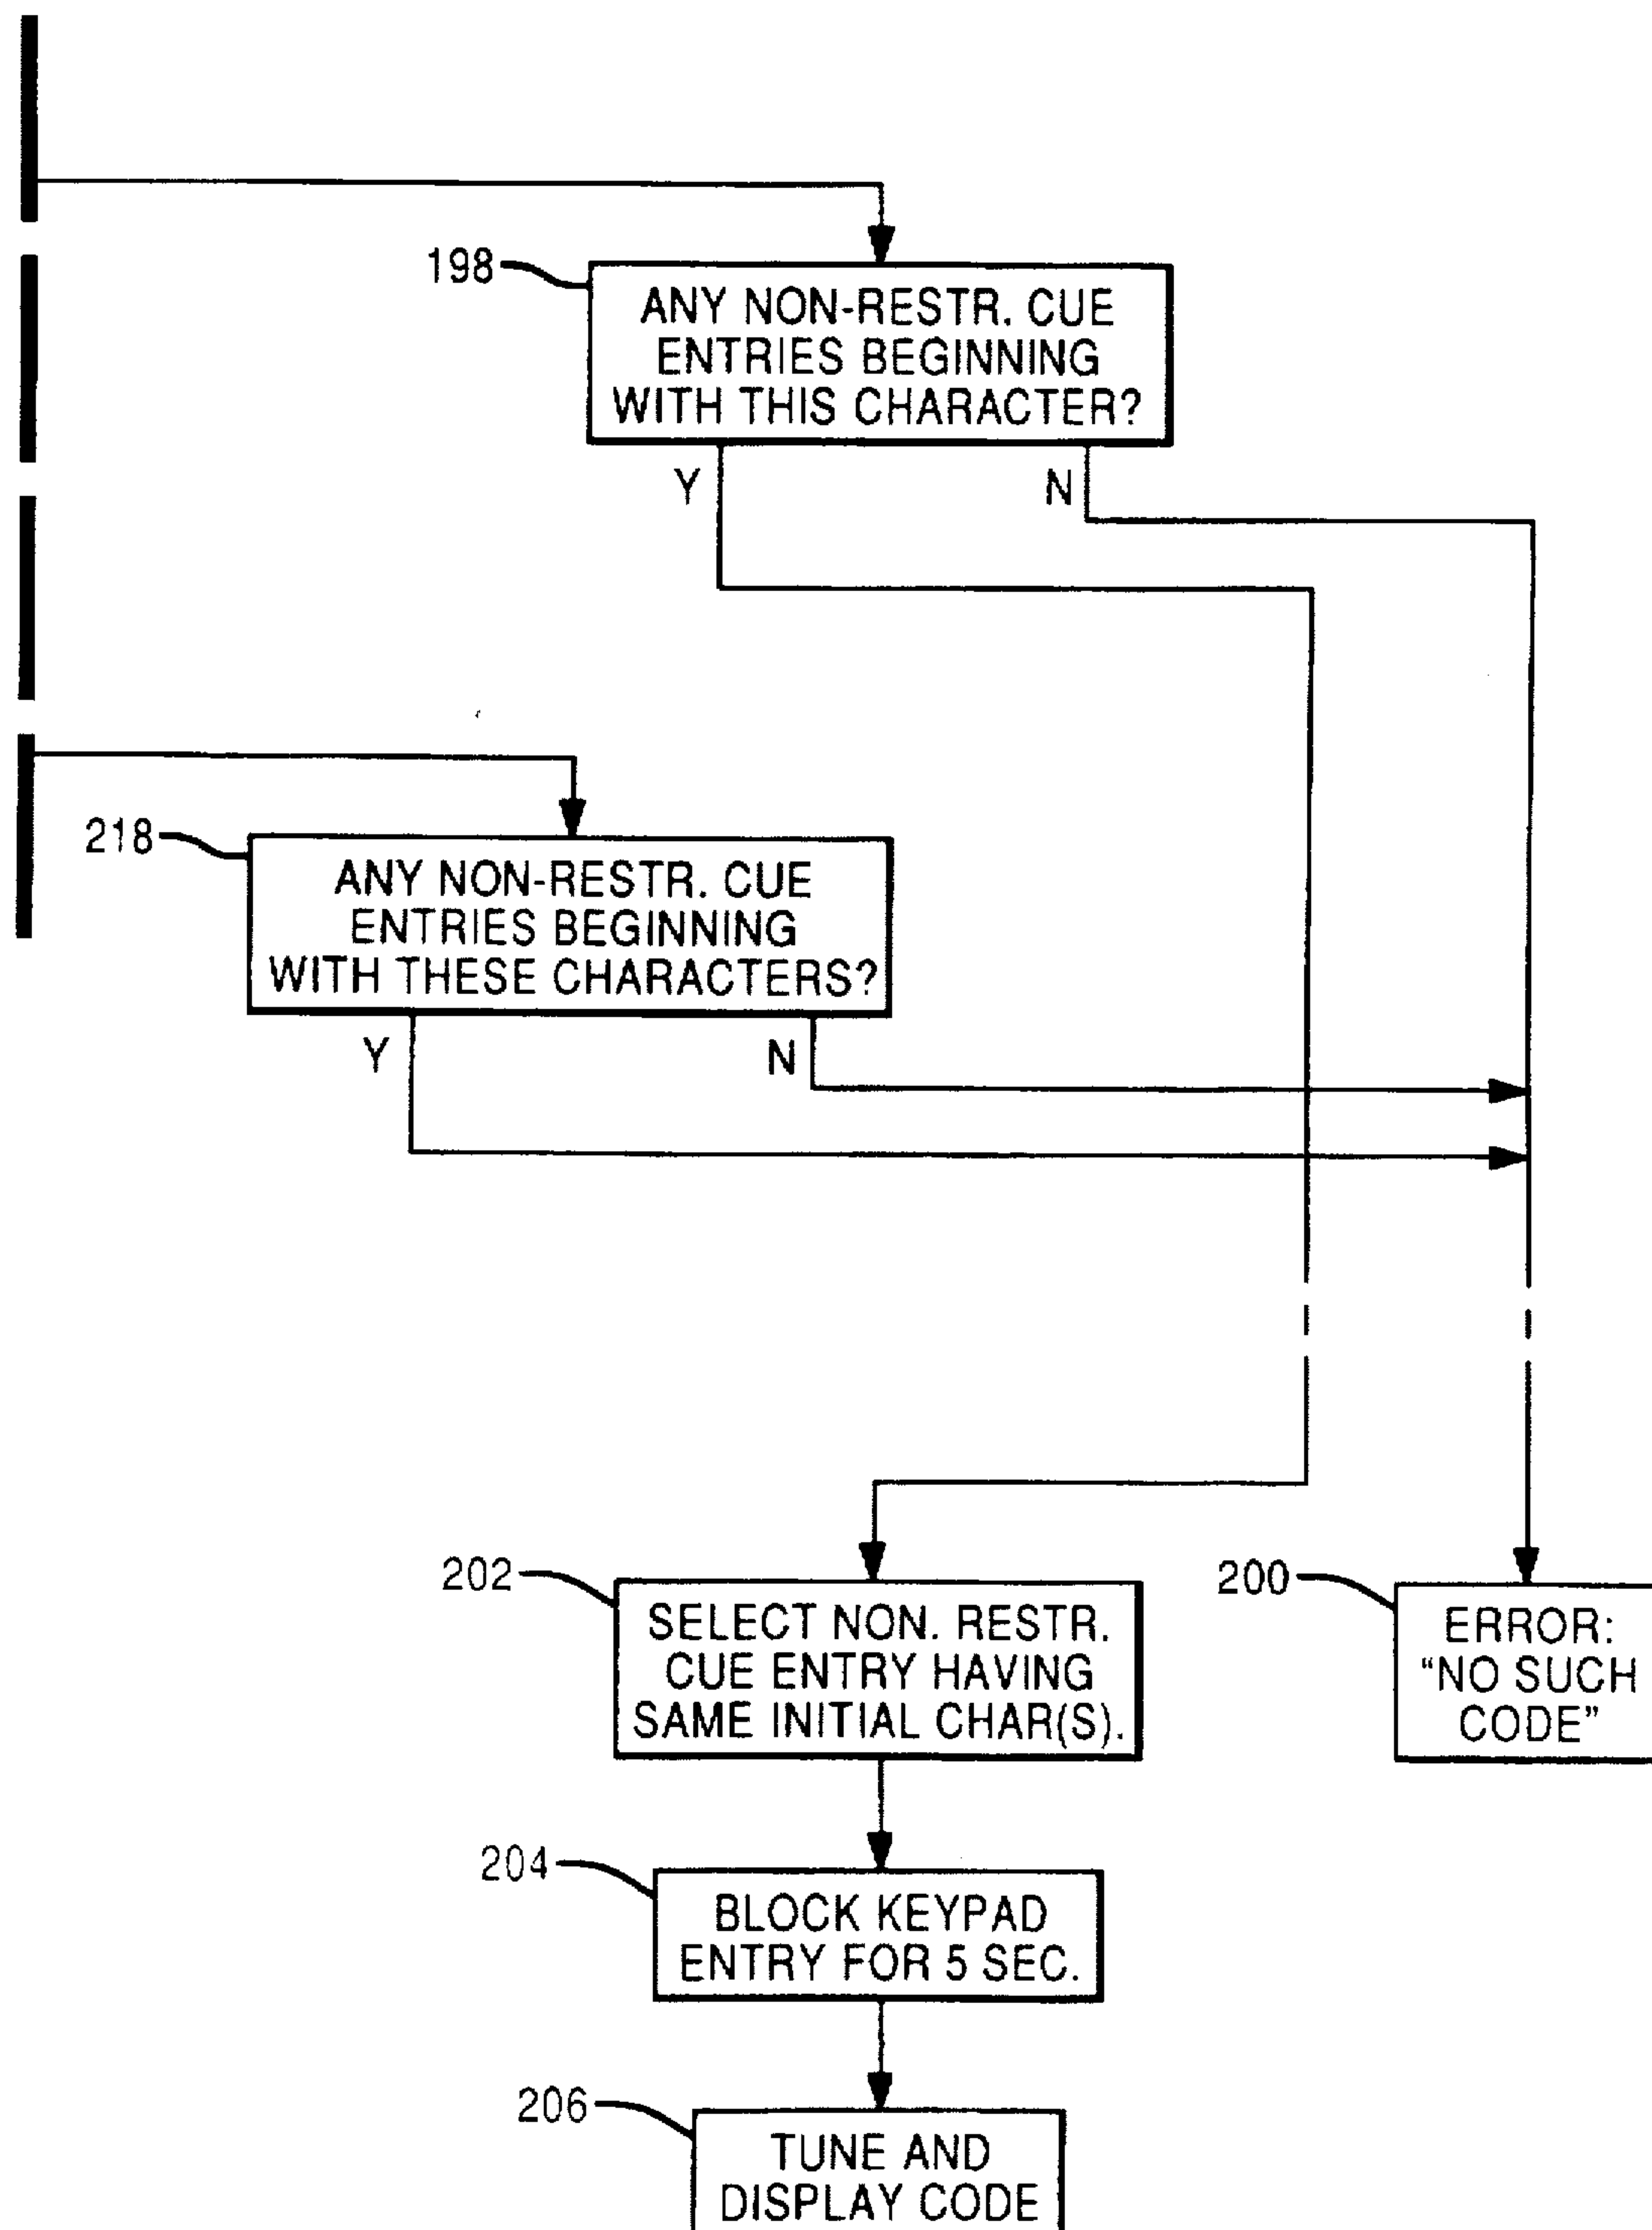 198
ANY NON-RESTR. CUE
ENTRIES BEGINNING
WITH THIS CHARACTER?
Y
N
218
ANY NON-RESTR. CUE
ENTRIES BEGINNING
WITH THESE CHARACTERS?
Y
N
202
SELECT NON. RESTR.
CUE ENTRY HAVING
SAME INITIAL CHAR(S).
200
ERROR:
“NO SUCH
CODE”
204
BLOCK KEYPAD
ENTRY FOR 5 SEC.
206
TUNE AND
DISPLAY CODE